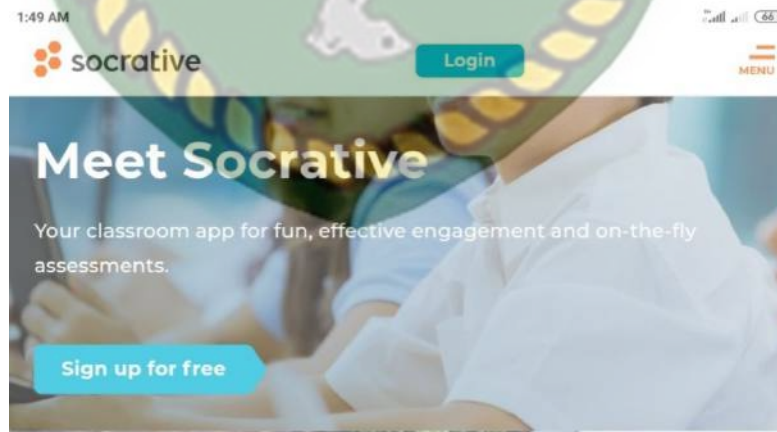 1:49 AM
66
socrative
Login
MENU
Meet Socrative
Your classroom app for fun, effective engagement and on-the-fly
assessments.
Sign up for free